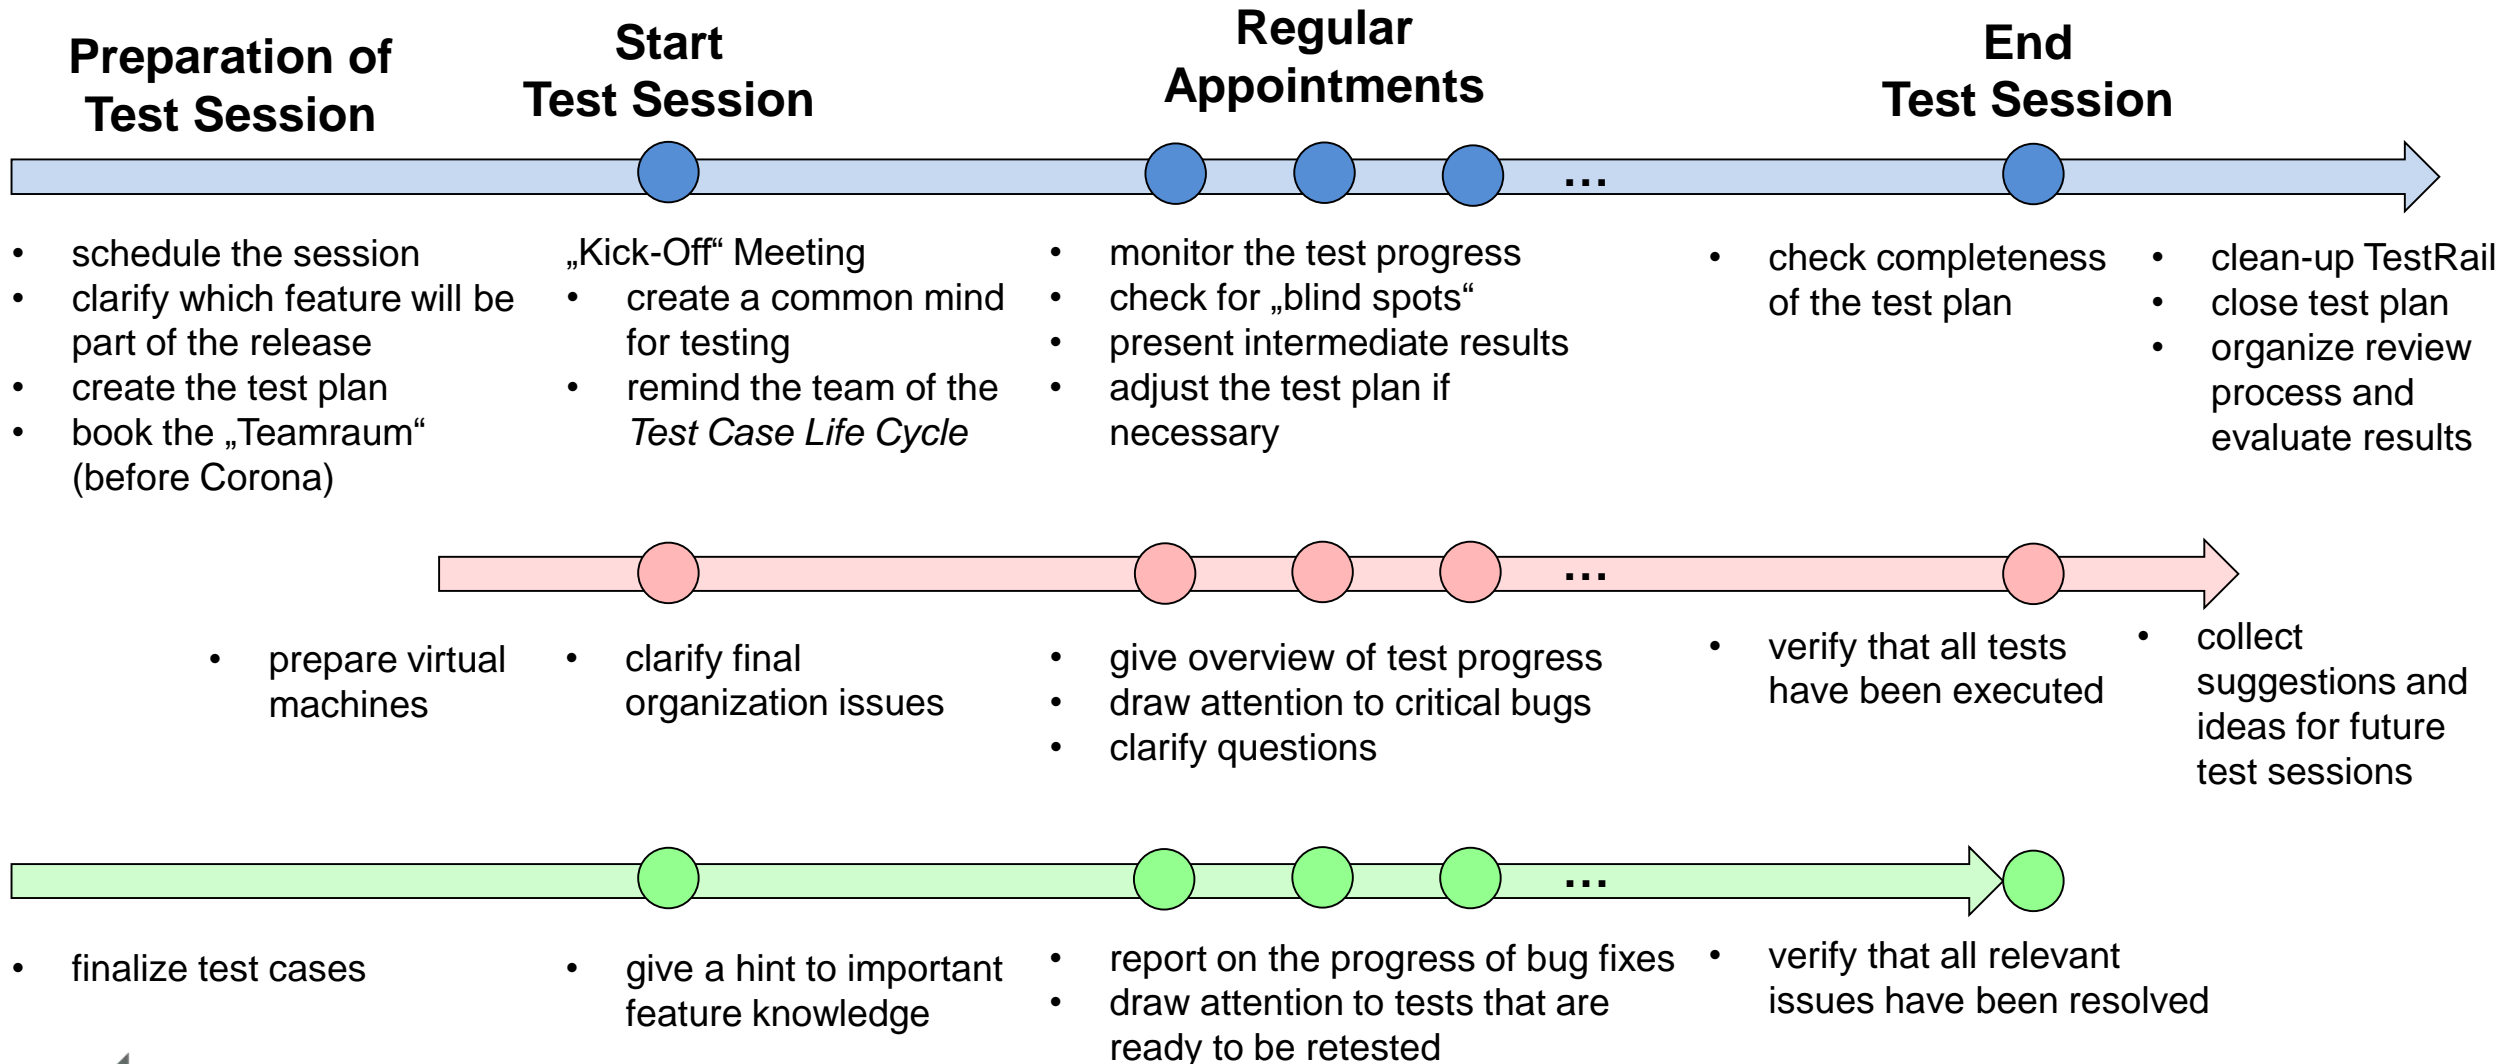 Preparation of
Test Session
Start
Test Session
Regular
Appointments
End
Test Session
...
• schedule the session
• clarify which feature will be
part of the release
• create the test plan
• book the „Teamraum“
(before Corona)
„Kick-Off“ Meeting
• create a common mind
for testing
• remind the team of the
Test Case Life Cycle
• monitor the test progress
• check for „blind spots“
• present intermediate results
• adjust the test plan if
necessary
• check completeness
of the test plan
• clean-up TestRail
• close test plan
• organize review
process and
evaluate results
...
• prepare virtual
machines
• clarify final
organization issues
• give overview of test progress
• draw attention to critical bugs
• clarify questions
• verify that all tests
have been executed
• collect
suggestions and
ideas for future
test sessions
...
• finalize test cases
• give a hint to important
feature knowledge
• report on the progress of bug fixes
• draw attention to tests that are
ready to be retested
• verify that all relevant
issues have been resolved